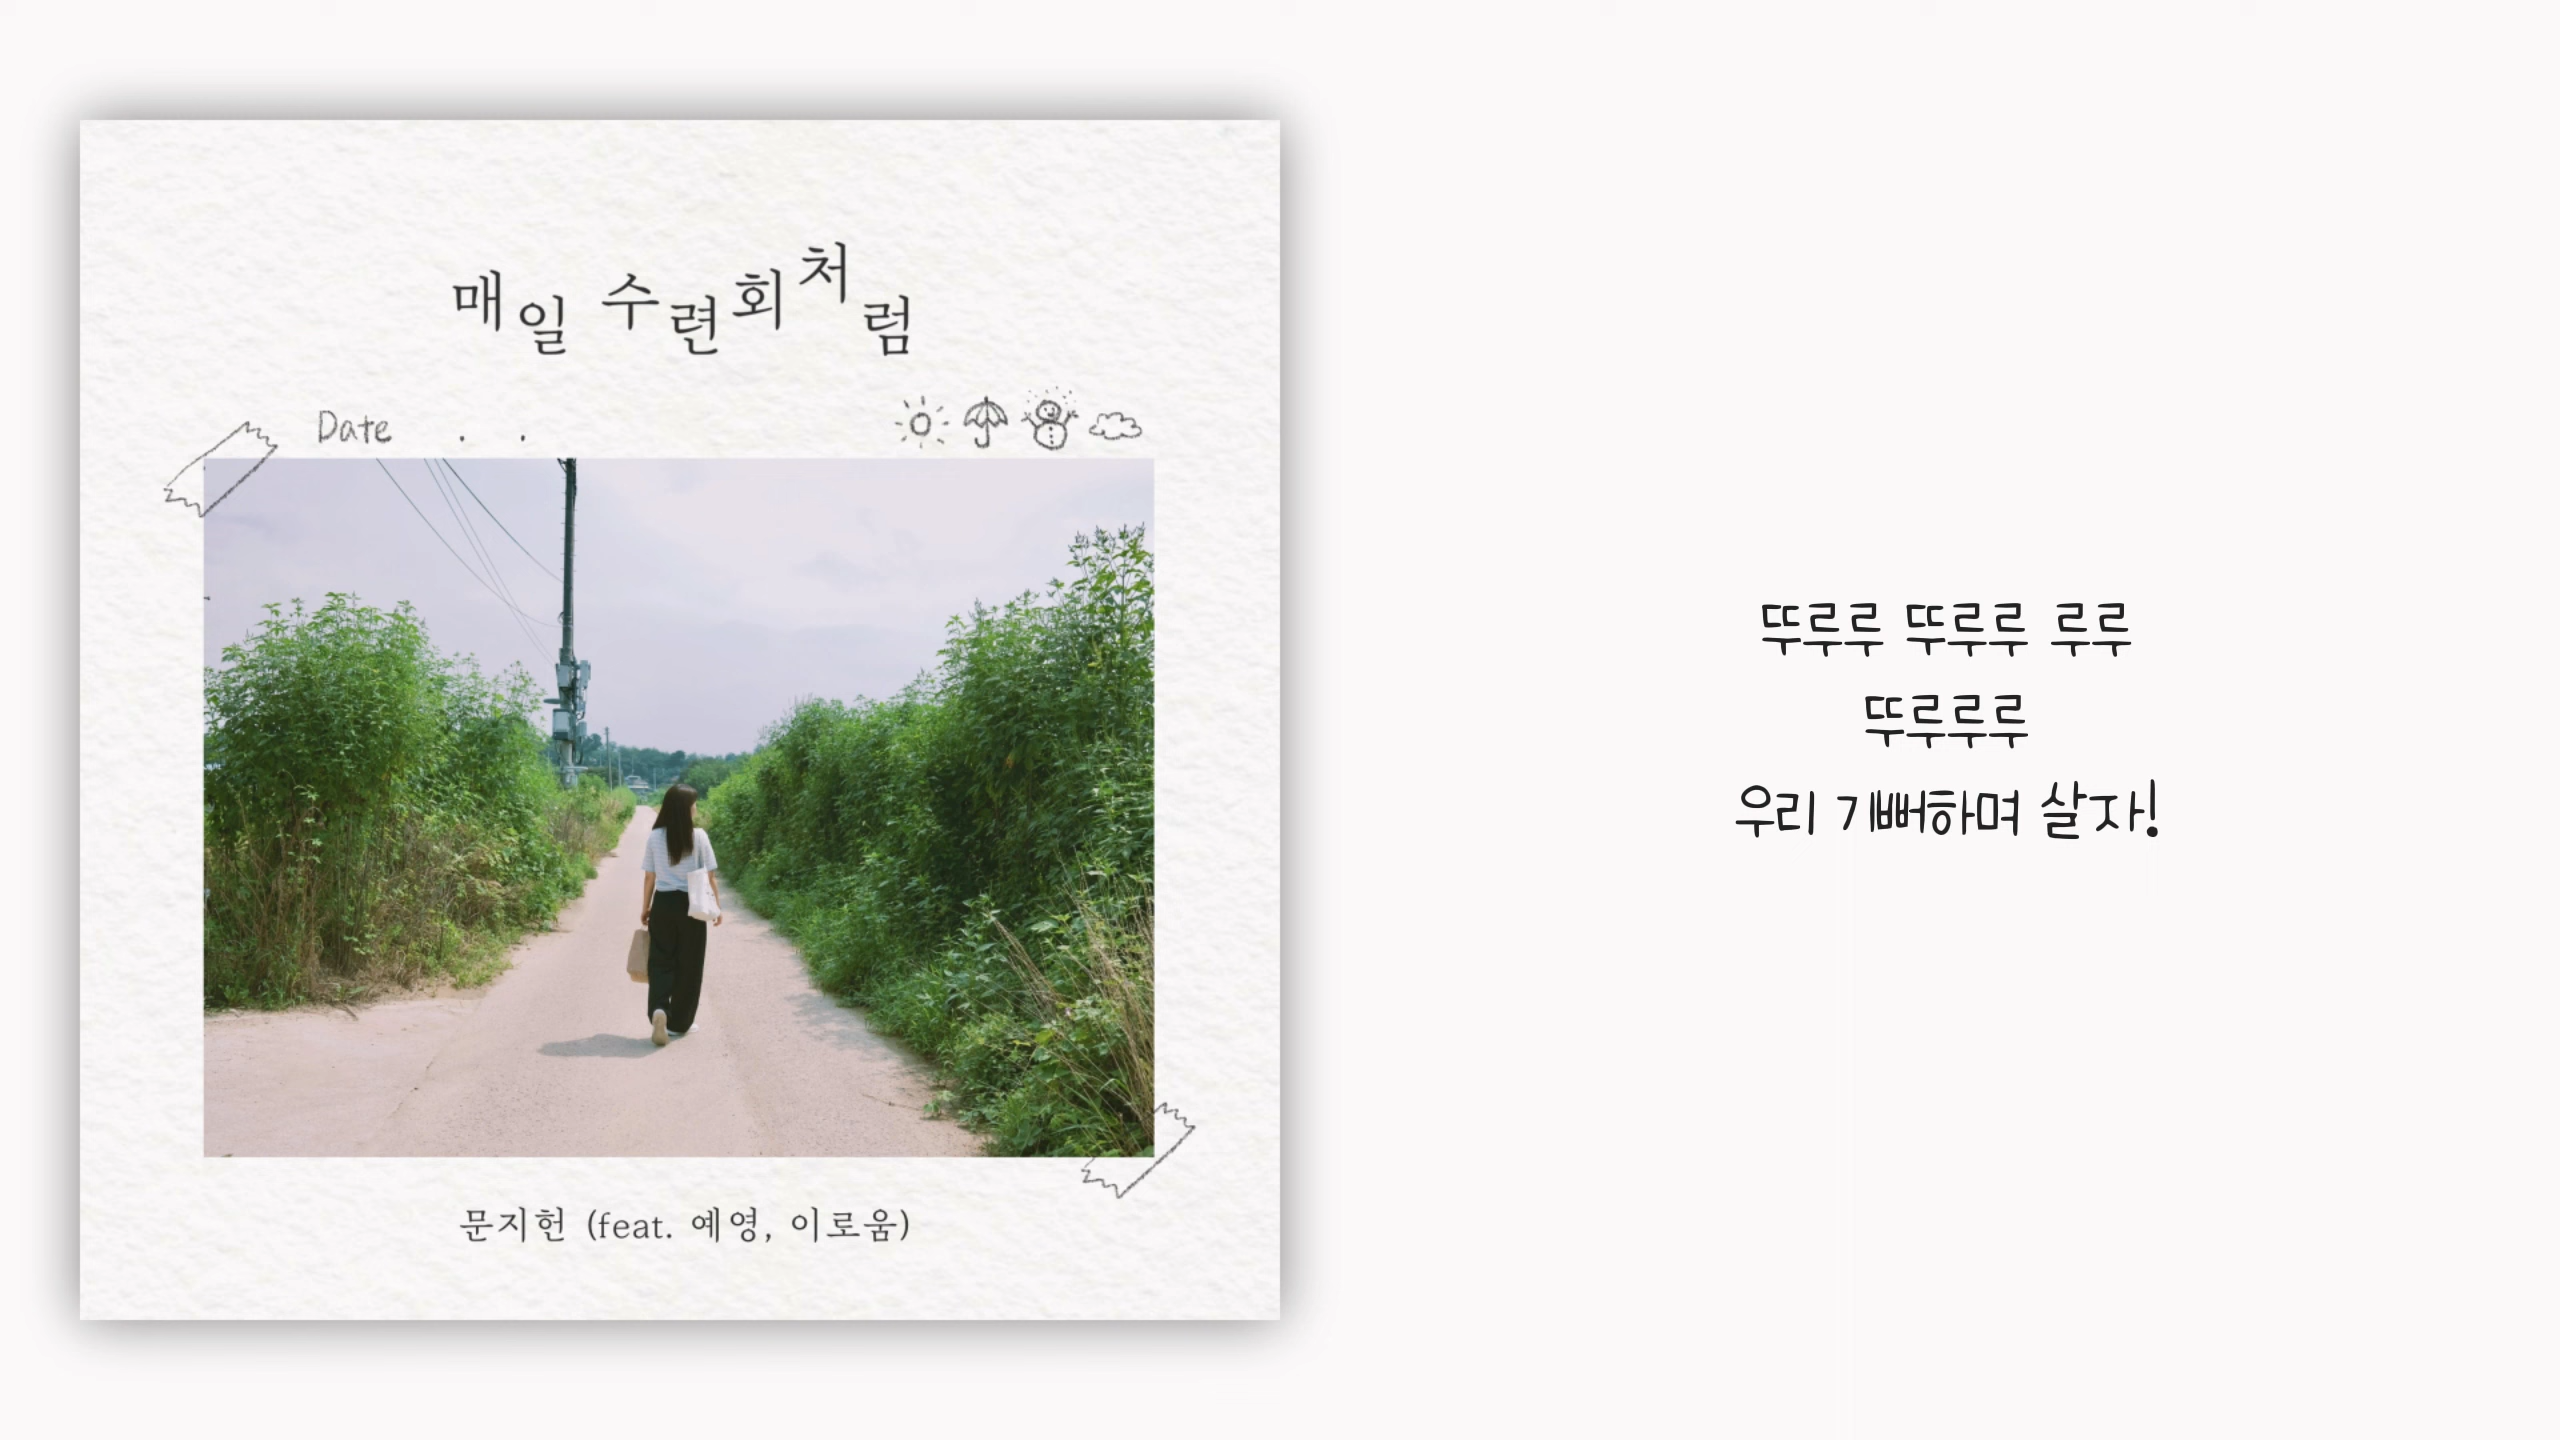 매일 수련회처럼
Date . .
문지헌 (feat. 예영, 이로움)
뚜루루 뚜루루 루루
뚜루루루
우리 기뻐하며 살자!